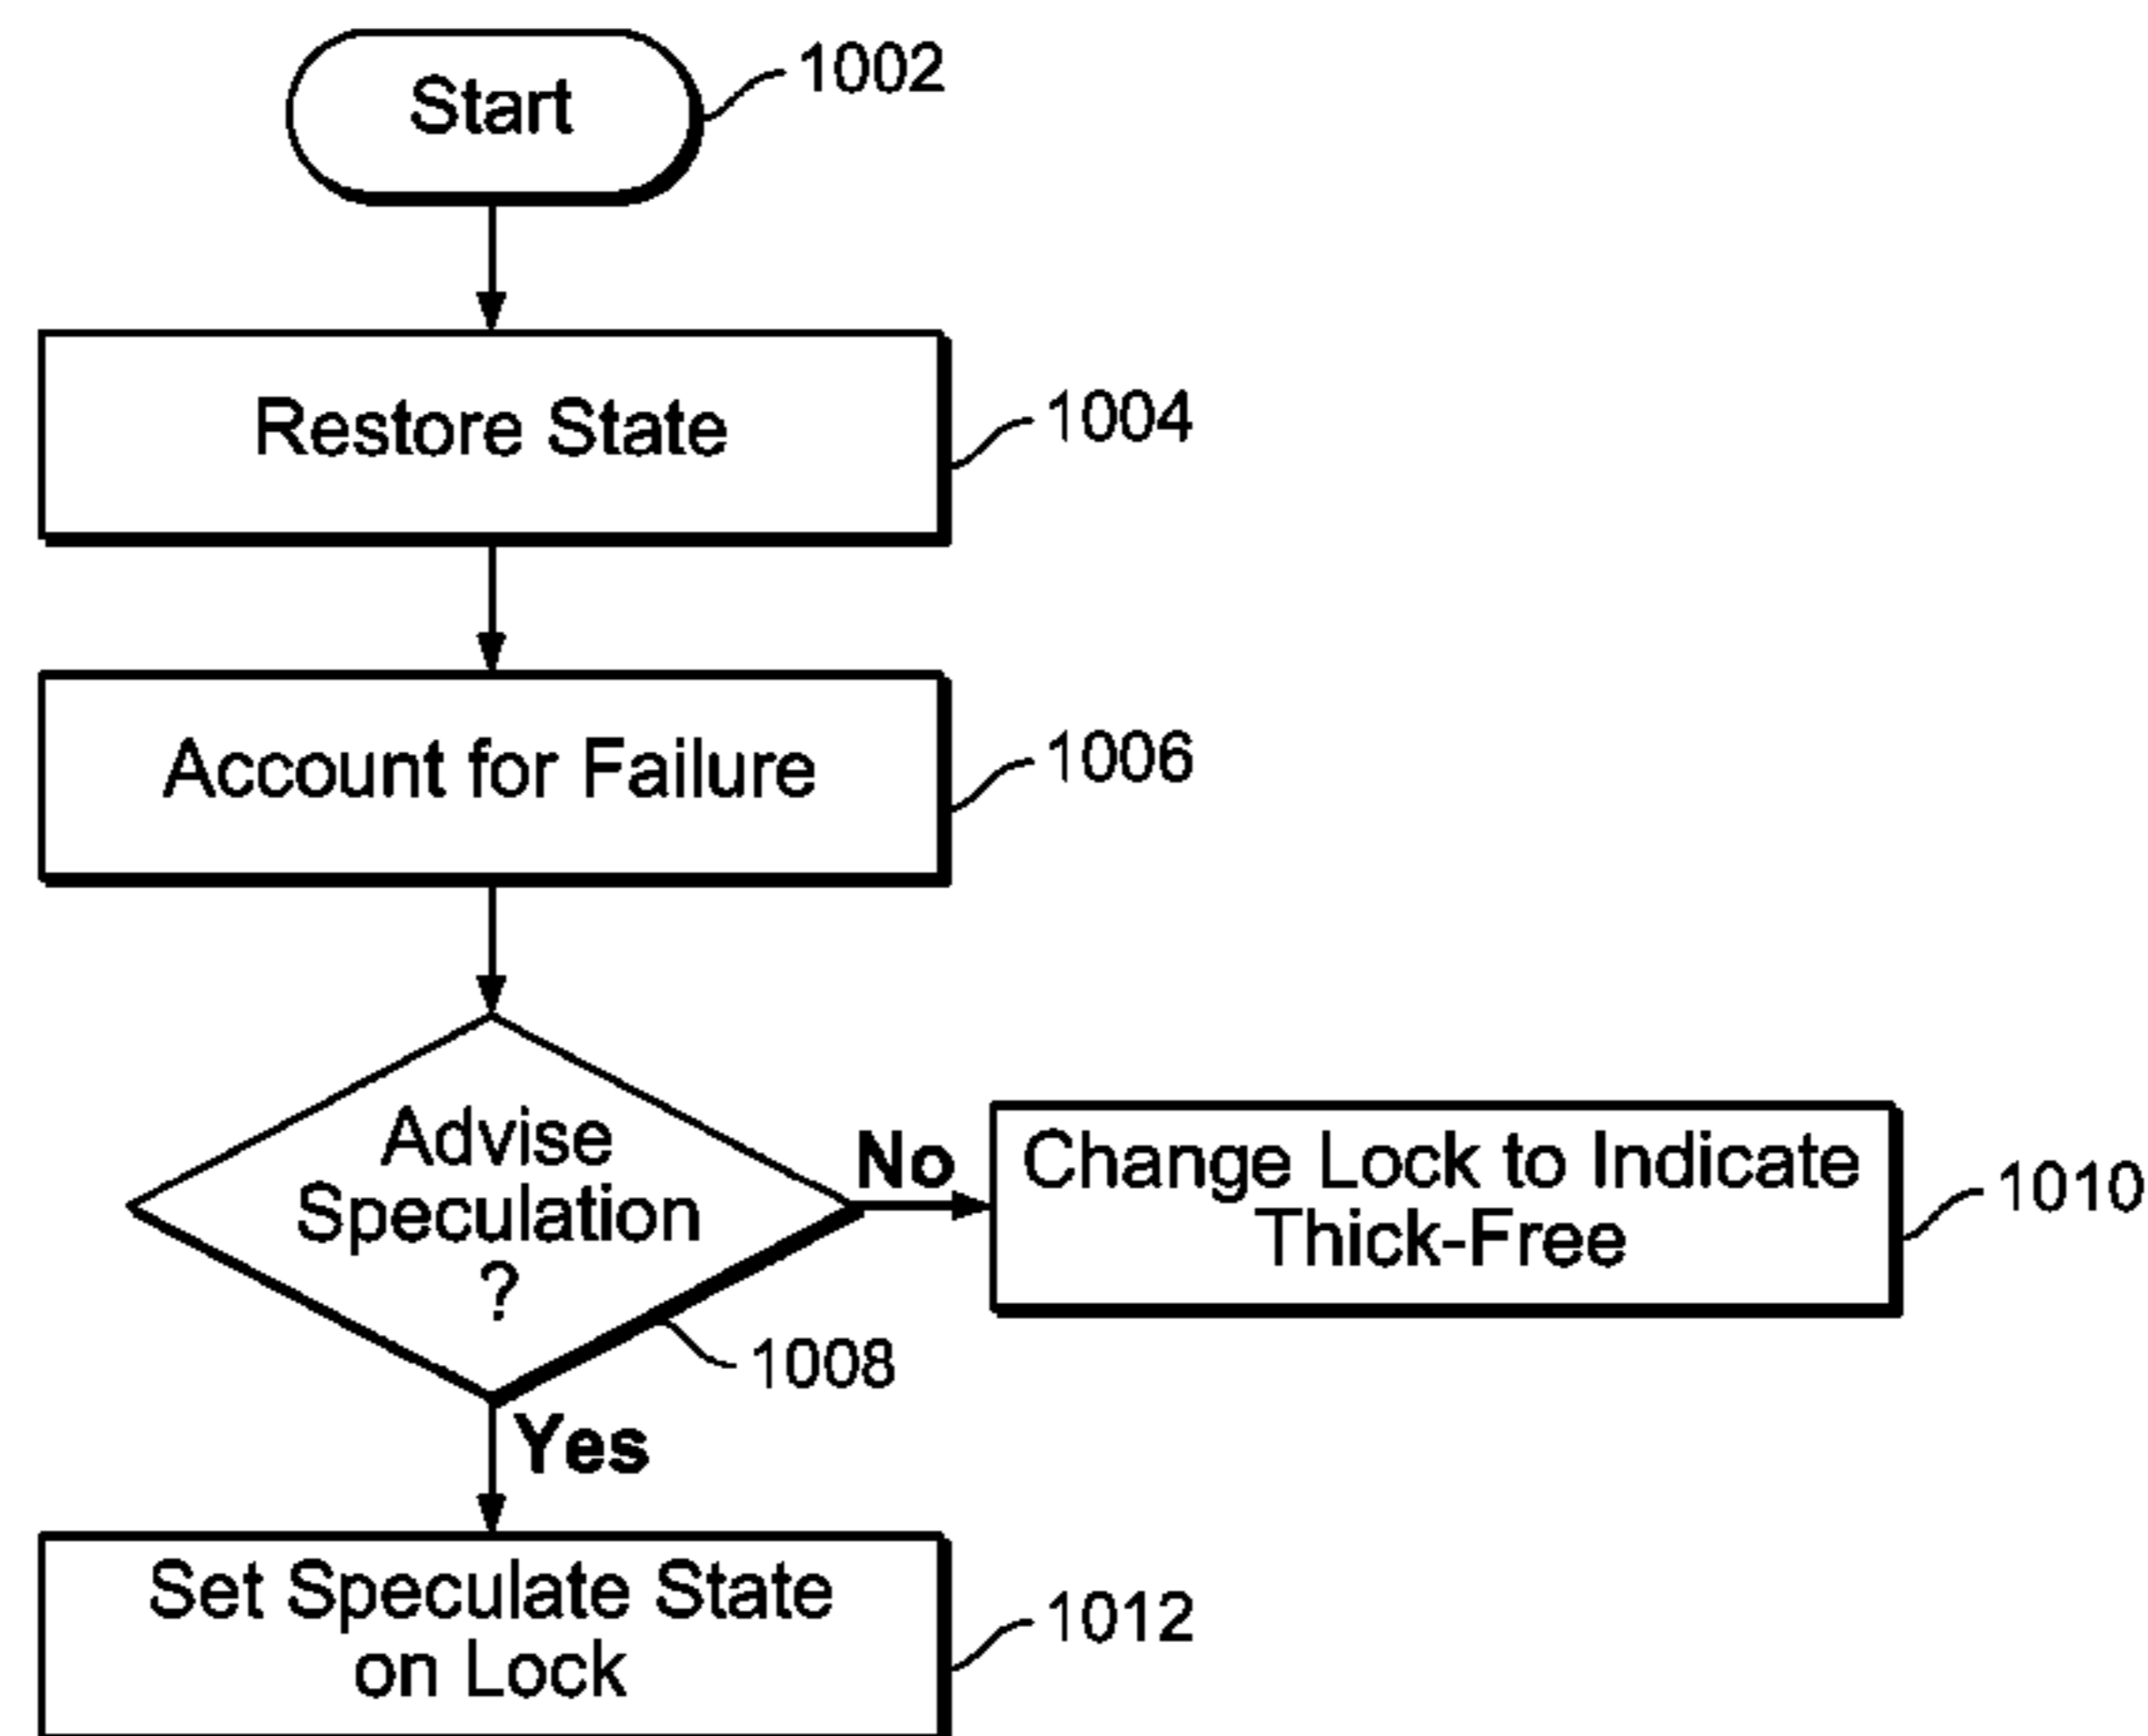 Start
1002
Restore State
1004
Account for Failure
1006
Advise
Speculation
?
1008
No
Change Lock to Indicate
Thick-Free
1010
Yes
Set Speculate State
on Lock
1012